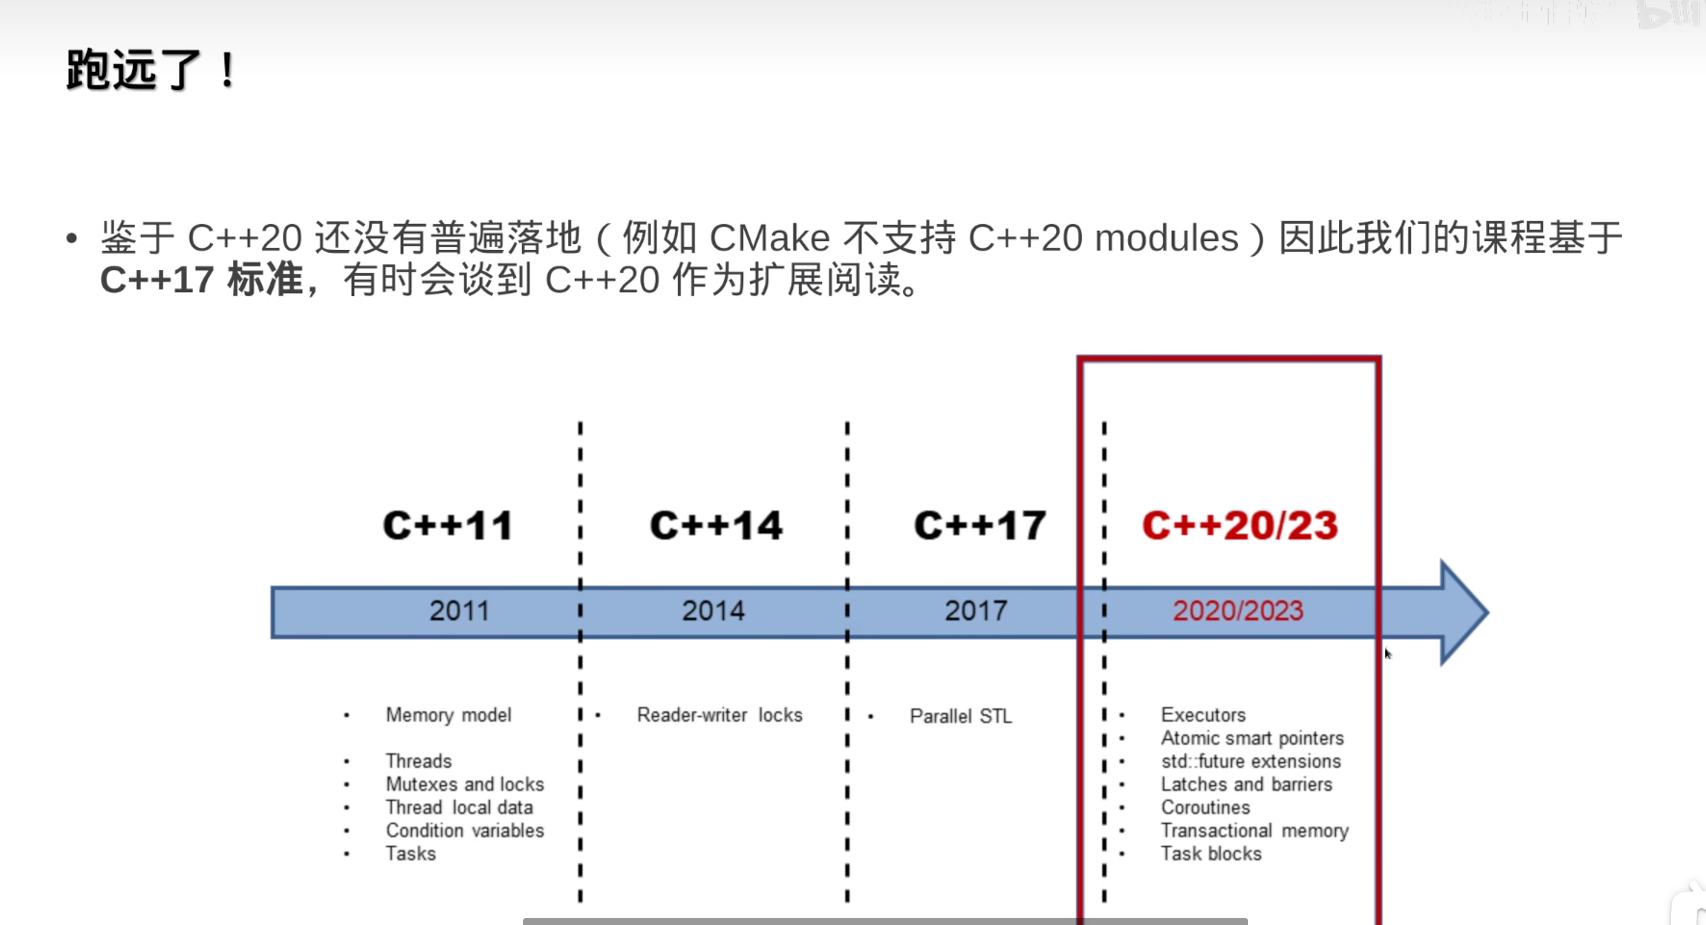 跑远了！
• 鉴于 C++20 还没有普遍落地（例如 CMake 不支持 C++20 modules）因此我们的课程基于
C++17 标准，有时会谈到 C++20 作为扩展阅读。
C++11
C++14
C++17
C++20/23
2011
2014
2017
2020/2023
• Memory model
• Threads
• Mutexes and locks
• Thread local data
• Condition variables
• Tasks
• Reader-writer locks
• Parallel STL
• Executors
• Atomic smart pointers
• std::future extensions
• Latches and barriers
• Coroutines
• Transactional memory
• Task blocks